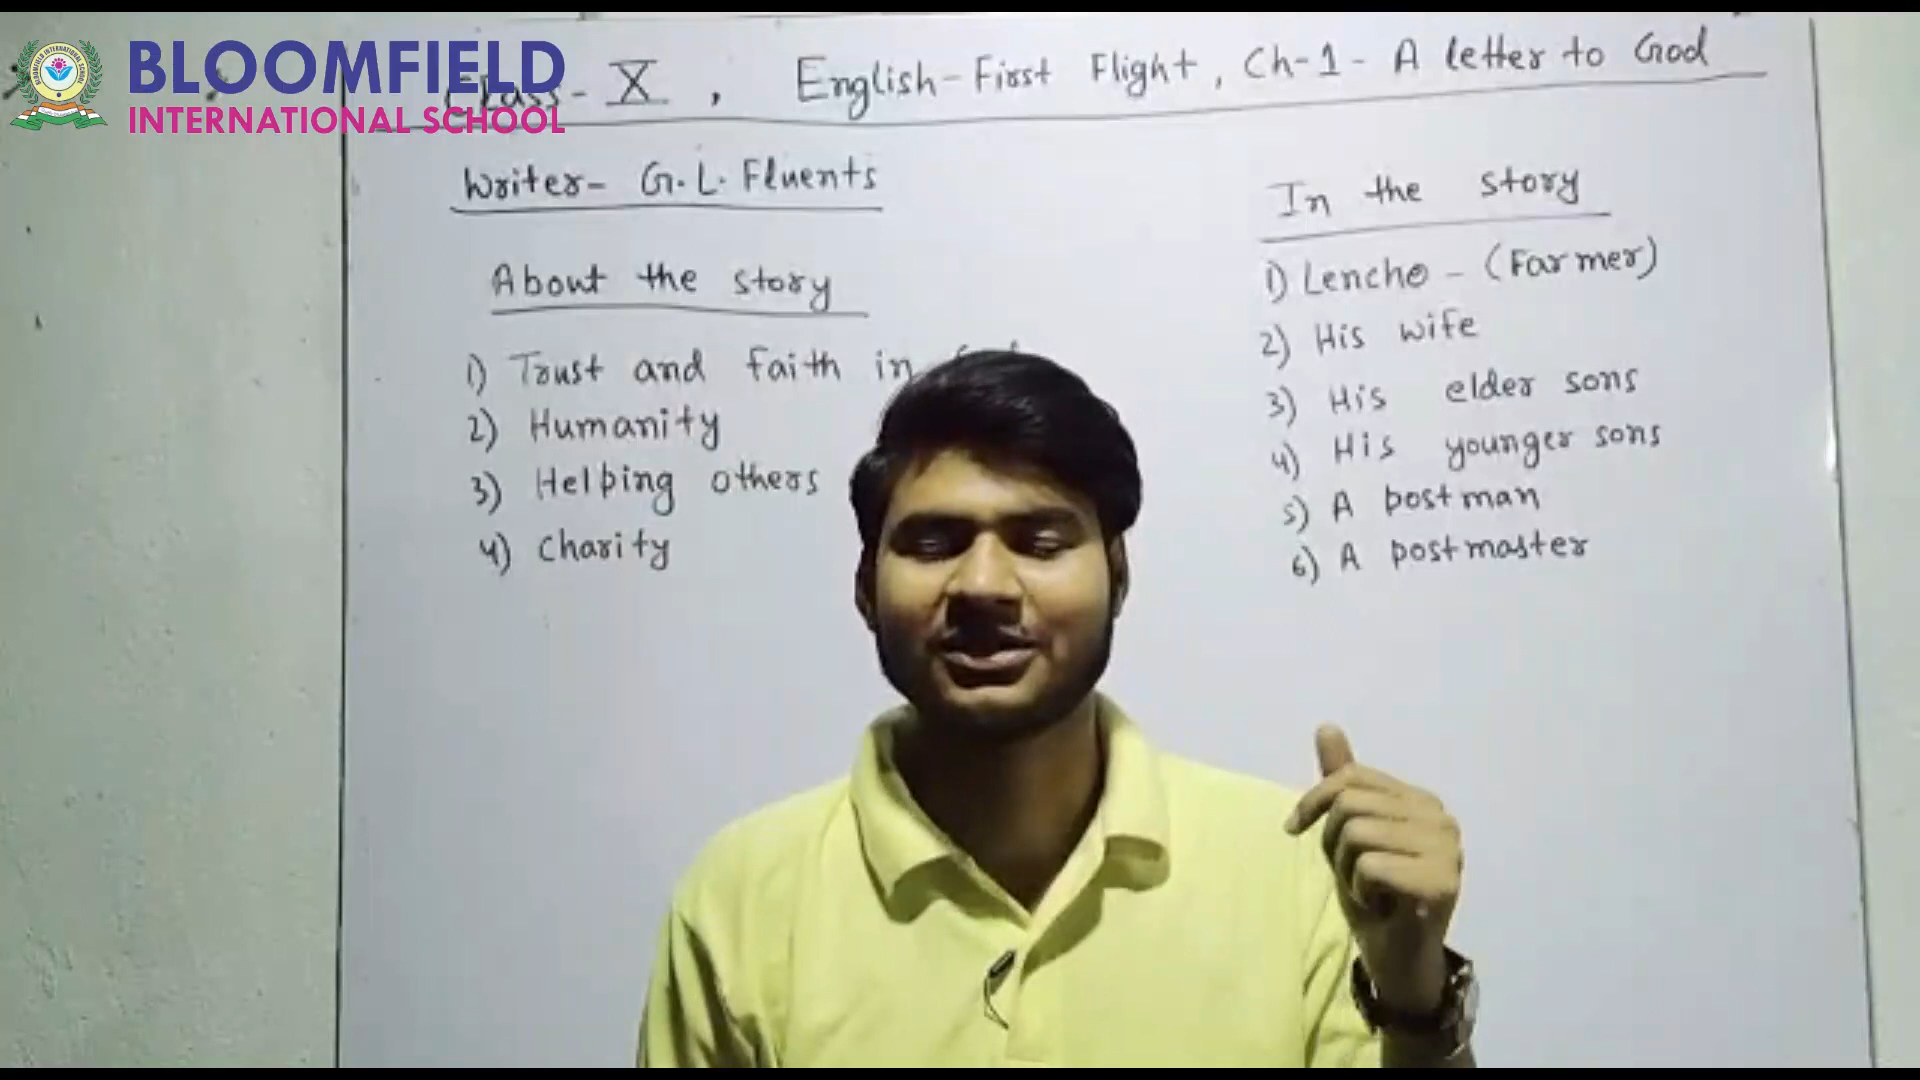 BLOOMFIELD
INTERNATIONAL SCHOOL
Class - X , English - First Flight , Ch-1 - A letter to God
Writer - G. L. Fluents
About the story
1) Trust and faith in
2) Humanity
3) Helping others
4) Charity
In the story
1) Lencho - (Farmer)
2) His wife
3) His elder sons
4) His younger sons
5) A postman
6) A postmaster